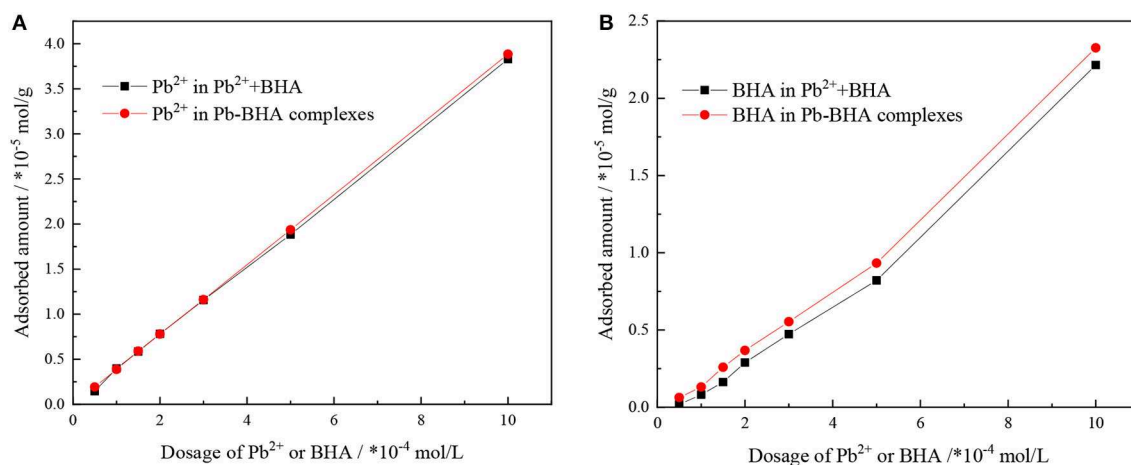 A
Pb²⁺ in Pb²⁺+BHA
Pb²⁺ in Pb-BHA complexes
Adsorbed amount / *10⁻⁵ mol/g
4.0
3.5
3.0
2.5
2.0
1.5
1.0
0.5
0.0
0 2 4 6 8 10
Dosage of Pb²⁺ or BHA / *10⁻⁴ mol/L
B
BHA in Pb²⁺+BHA
BHA in Pb-BHA complexes
Adsorbed amount / *10⁻⁵ mol/g
2.5
2.0
1.5
1.0
0.5
0.0
0 2 4 6 8 10
Dosage of Pb²⁺ or BHA /*10⁻⁴ mol/L